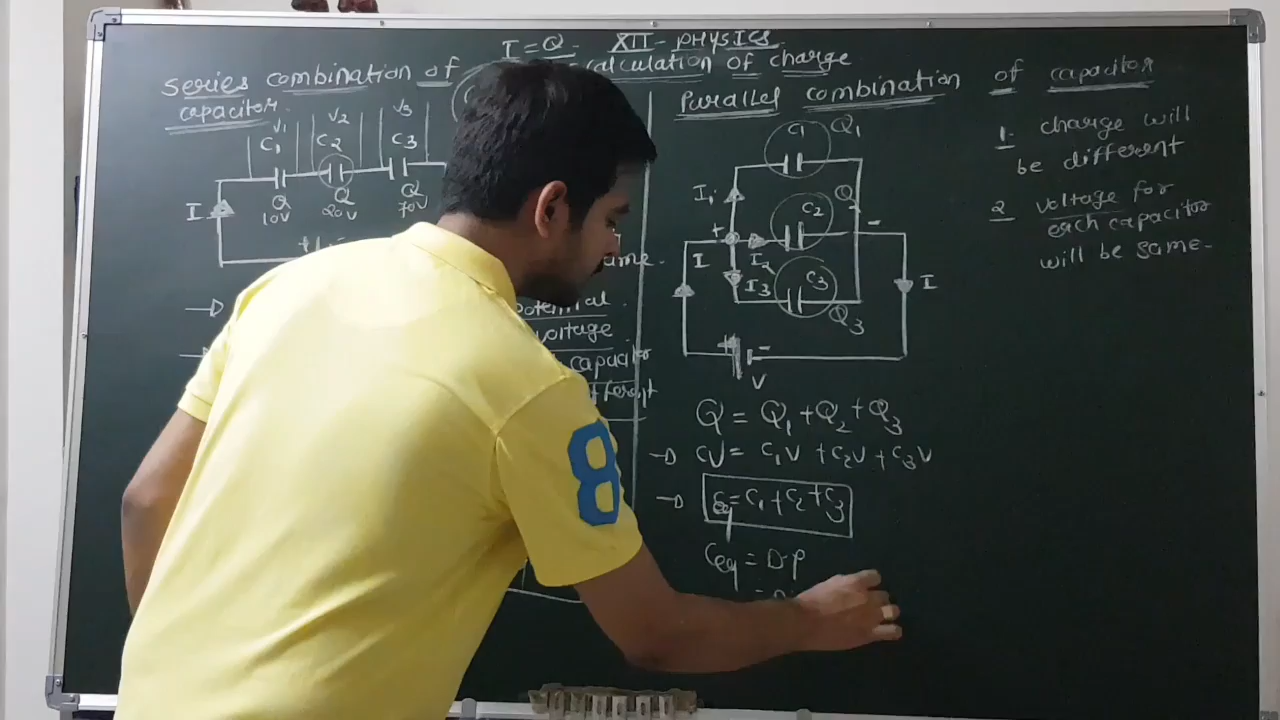 I = Q XII - PHYSICS
calculation of charge
Series combination of
capacitor.
V1 V2 V3
C1 C2 C3
Q Q Q
10V 20V 70V
I
+
ame.
potential
voltage
capacitor
Parallel combination of capacitor
C1 Q1
I1
C2 Q
+ -
I I2 I
I3 C3
Q3
+ -
V
Q = Q1 + Q2 + Q3
→ CV = C1V + C2V + C3V
→ Ceq = C1 + C2 + C3
Ceq = D.P
=
1. charge will
be different
2 voltage for
each capacitor
will be same-
8